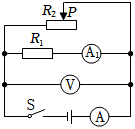 R₂ P
R₁ A₁
V
S A